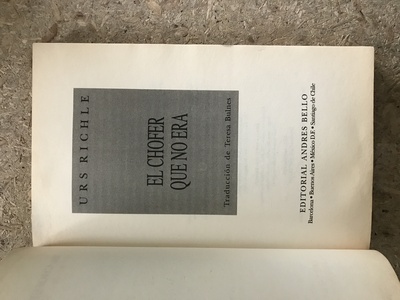 URS RICHLE
EL CHOFER
QUE NO ERA
Traducción de Teresa Bulnes
EDITORIAL ANDRES BELLO
Barcelona • Buenos Aires • México D.F. • Santiago de Chile